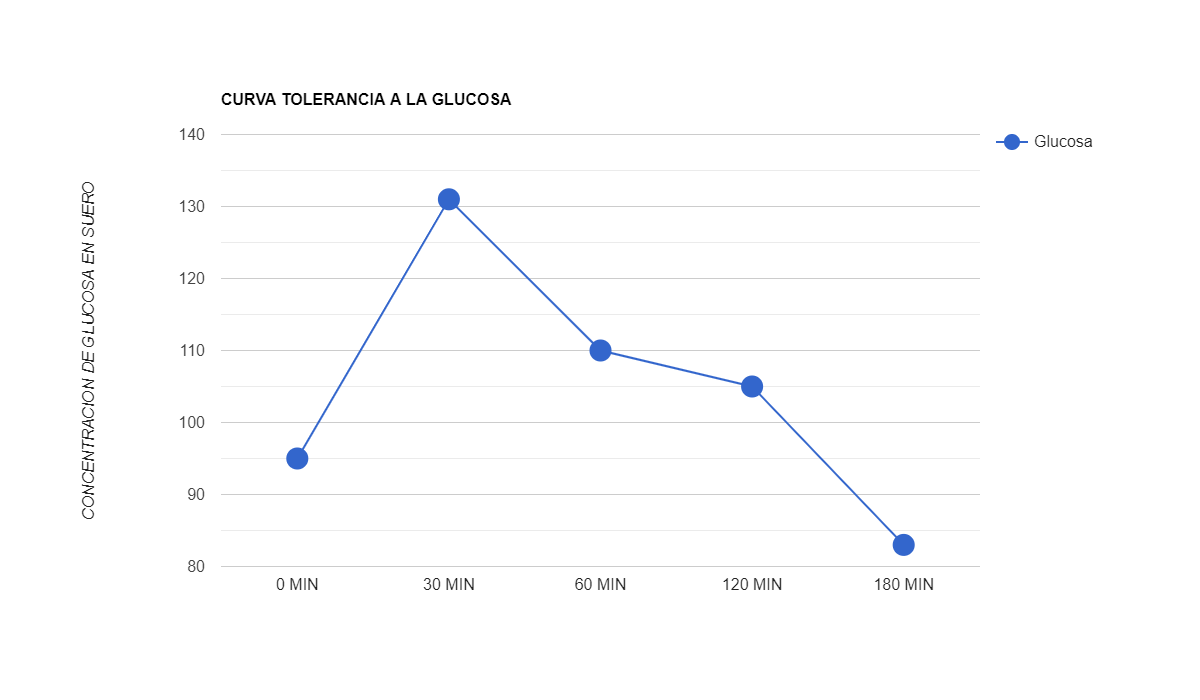 CURVA TOLERANCIA A LA GLUCOSA
Glucosa
CONCENTRACION DE GLUCOSA EN SUERO
140
130
120
110
100
90
80
0 MIN 30 MIN 60 MIN 120 MIN 180 MIN